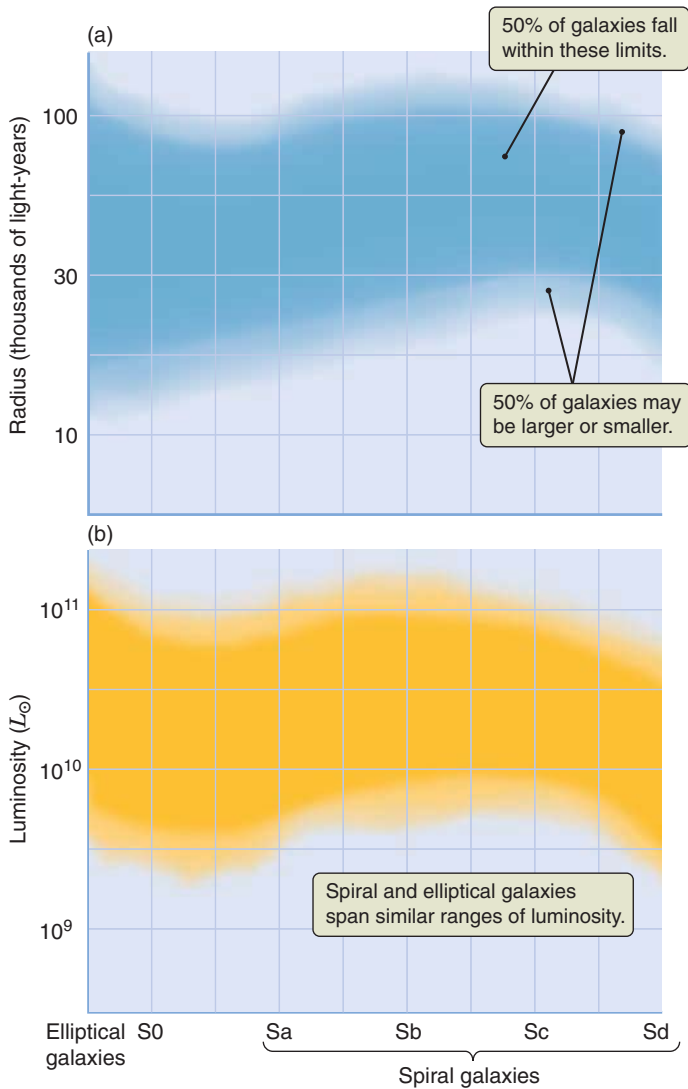 (a)
50% of galaxies fall
within these limits.
100
30
10
Radius (thousands of light-years)
50% of galaxies may
be larger or smaller.
(b)
10¹¹
10¹⁰
10⁹
Luminosity (L⊙)
Spiral and elliptical galaxies
span similar ranges of luminosity.
Elliptical
galaxies
S0
Sa
Sb
Sc
Sd
Spiral galaxies